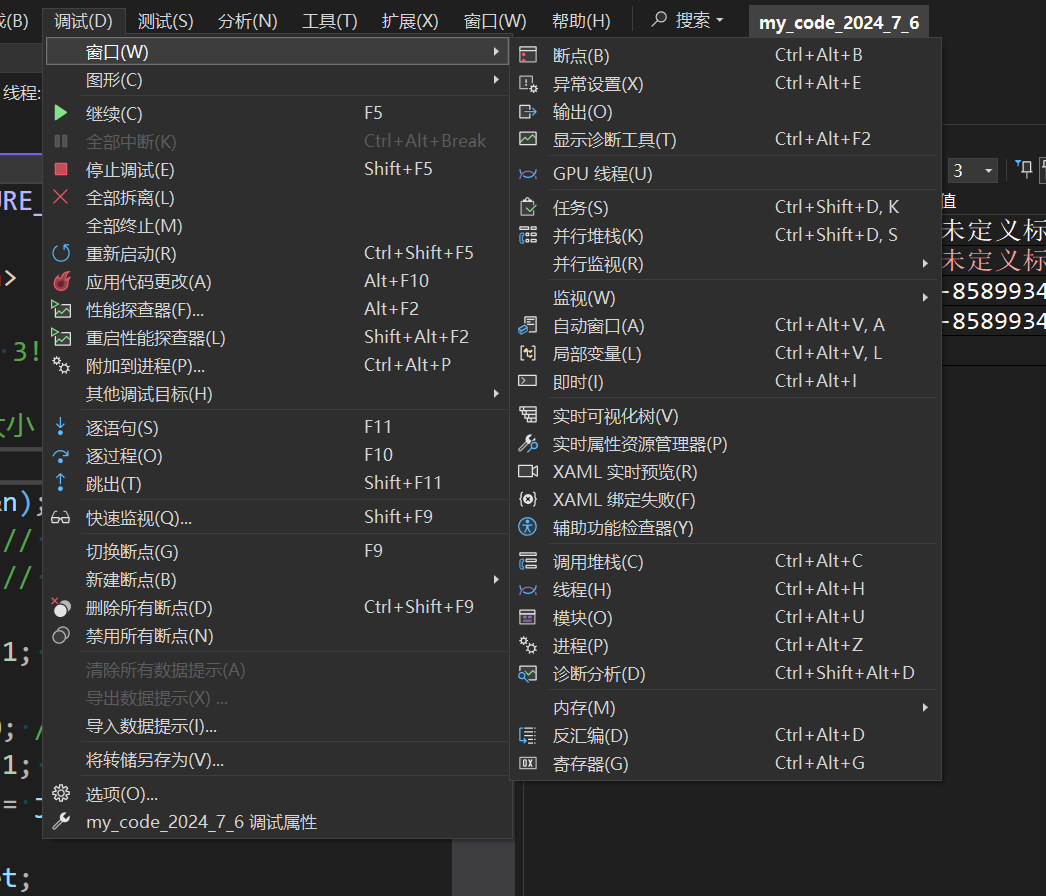 (B) 调试(D) 测试(S) 分析(N) 工具(T) 扩展(X) 窗口(W) 帮助(H) 搜索 my_code_2024_7_6
窗口(W)
图形(C)
继续(C) F5
全部中断(K) Ctrl+Alt+Break
停止调试(E) Shift+F5
全部拆离(L)
全部终止(M)
重新启动(R) Ctrl+Shift+F5
应用代码更改(A) Alt+F10
性能探查器(F)... Alt+F2
重启性能探查器(L) Shift+Alt+F2
附加到进程(P)... Ctrl+Alt+P
其他调试目标(H)
逐语句(S) F11
逐过程(O) F10
跳出(T) Shift+F11
快速监视(Q)... Shift+F9
切换断点(G) F9
新建断点(B)
删除所有断点(D) Ctrl+Shift+F9
禁用所有断点(N)
清除所有数据提示(A)
导出数据提示(X) ...
导入数据提示(I)...
将转储另存为(V)...
选项(O)...
my_code_2024_7_6 调试属性
断点(B) Ctrl+Alt+B
异常设置(X) Ctrl+Alt+E
输出(O)
显示诊断工具(T) Ctrl+Alt+F2
GPU 线程(U)
任务(S) Ctrl+Shift+D, K
并行堆栈(K) Ctrl+Shift+D, S
并行监视(R)
监视(W)
自动窗口(A) Ctrl+Alt+V, A
局部变量(L) Ctrl+Alt+V, L
即时(I) Ctrl+Alt+I
实时可视化树(V)
实时属性资源管理器(P)
XAML 实时预览(R)
XAML 绑定失败(F)
辅助功能检查器(Y)
调用堆栈(C) Ctrl+Alt+C
线程(H) Ctrl+Alt+H
模块(O) Ctrl+Alt+U
进程(P) Ctrl+Alt+Z
诊断分析(D) Ctrl+Shift+Alt+D
内存(M)
反汇编(D) Ctrl+Alt+D
寄存器(G) Ctrl+Alt+G
线程:
URE_
>
3!
大小
n);
//
//
1;
; /
1;
=
et;
3
值
未定义标
未定义标
-8589934
-8589934